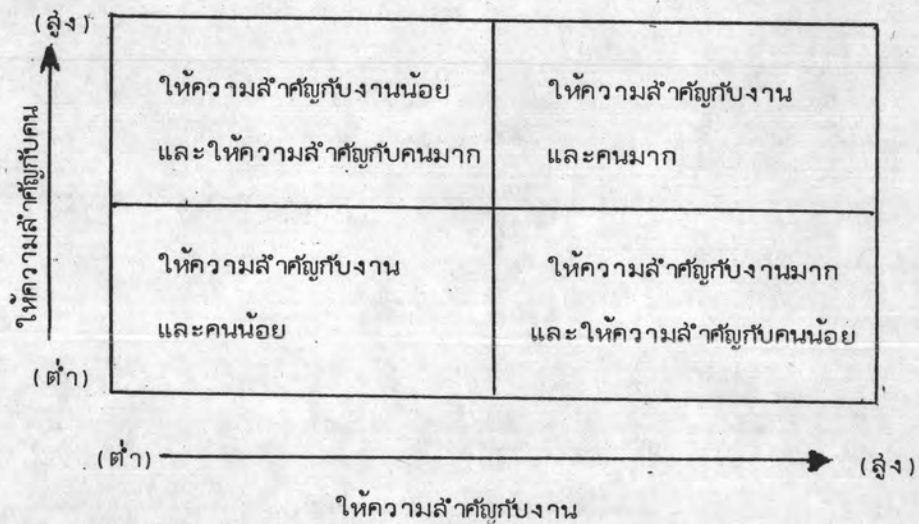 (สูง)
ให้ความสำคัญกับคน
(ต่ำ)
ให้ความสำคัญกับงานน้อย
และให้ความสำคัญกับคนมาก
ให้ความสำคัญกับงาน
และคนมาก
ให้ความสำคัญกับงาน
และคนน้อย
ให้ความสำคัญกับงานมาก
และให้ความสำคัญกับคนน้อย
(ต่ำ)
(สูง)
ให้ความสำคัญกับงาน